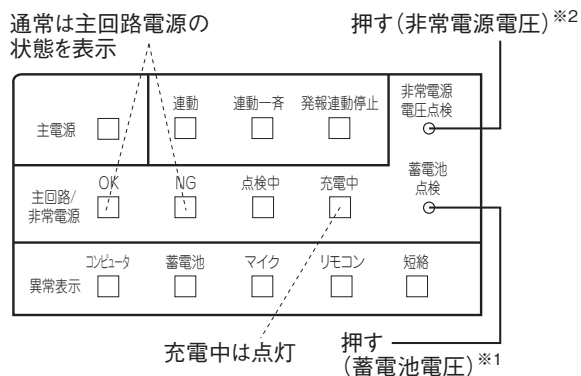 通常は主回路電源の
状態を表示
押す(非常電源電圧)※2
主電源
連動
連動一斉
発報連動停止
非常電源
電圧点検
主回路/
非常電源
OK
NG
点検中
充電中
蓄電池
点検
異常表示
コンピュータ
蓄電池
マイク
リモコン
短絡
充電中は点灯
押す
(蓄電池電圧)※1